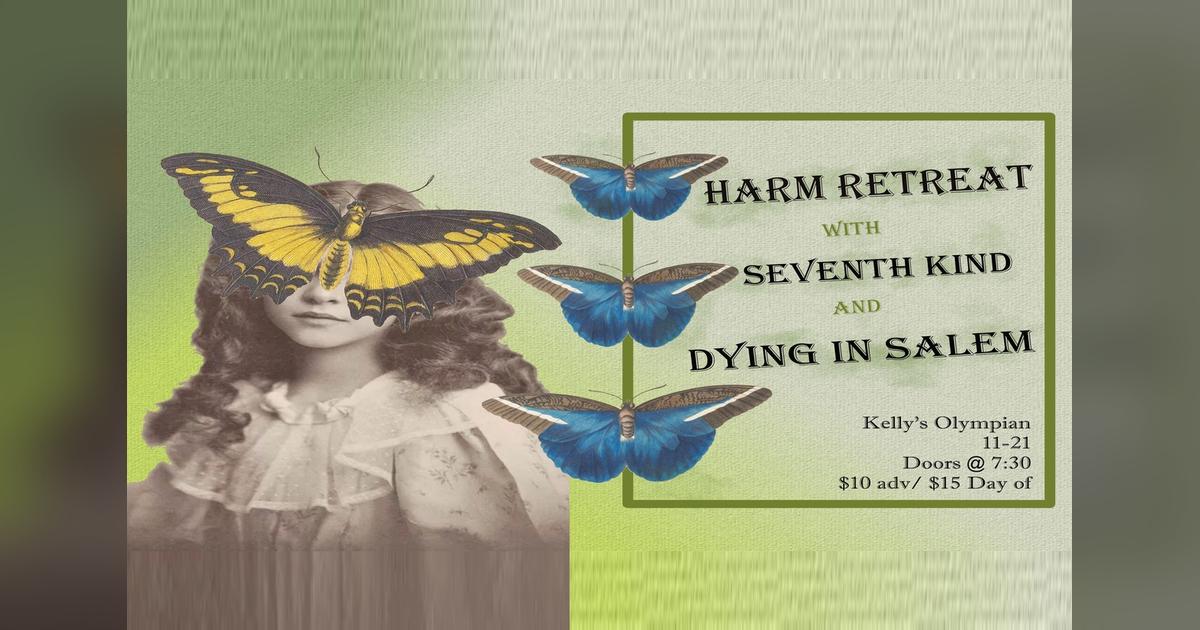 HARM RETREAT
WITH
SEVENTH KIND
AND
DYING IN SALEM
Kelly's Olympian
11-21
Doors @ 7:30
$10 adv/ $15 Day of